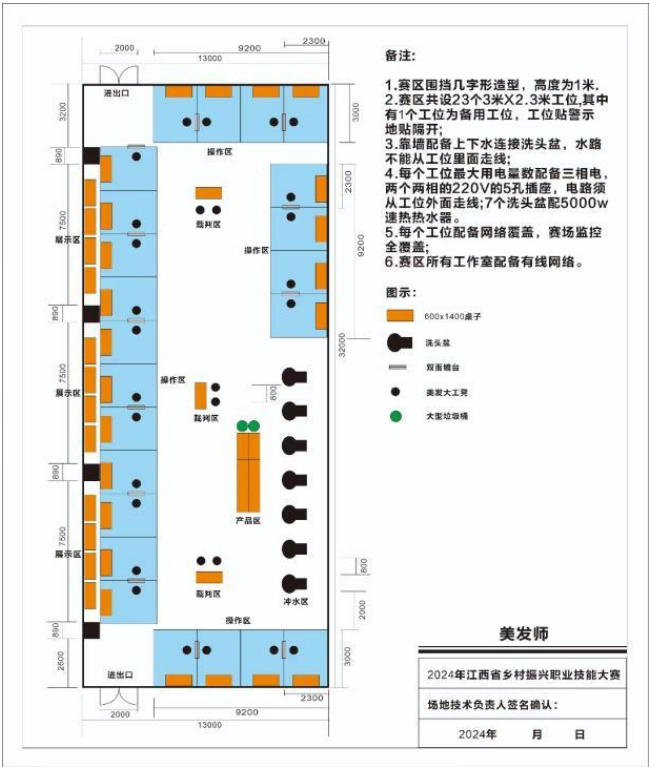 2300
2000
9200
13000
进出口
3200
3000
操作区
890
裁判区
2300
7500
展示区
操作区
9200
890
32000
7500
展示区
操作区
裁判区
800
890
产品区
7500
展示区
800
裁判区
冲水区
2000
操作区
890
2600
3000
进出口
2300
2000
9200
13000
备注:
1.赛区围挡几字形造型，高度为1米.
2.赛区共设23个3米X2.3米工位,其中
有1个工位为备用工位，工位贴警示
地贴隔开;
3.靠墙配备上下水连接洗头盆，水路
不能从工位里面走线;
4.每个工位最大用电量数配备三相电，
两个两相的220V的5孔插座，电路须
从工位外面走线;7个洗头盆配5000w
速热热水器。
5.每个工位配备网络覆盖，赛场监控
全覆盖;
6.赛区所有工作室配备有线网络。
图示:
600x1400桌子
洗头盆
双面镜台
美发大工凳
大型垃圾桶
美发师
2024年江西省乡村振兴职业技能大赛
场地技术负责人签名确认:
2024年 月 日